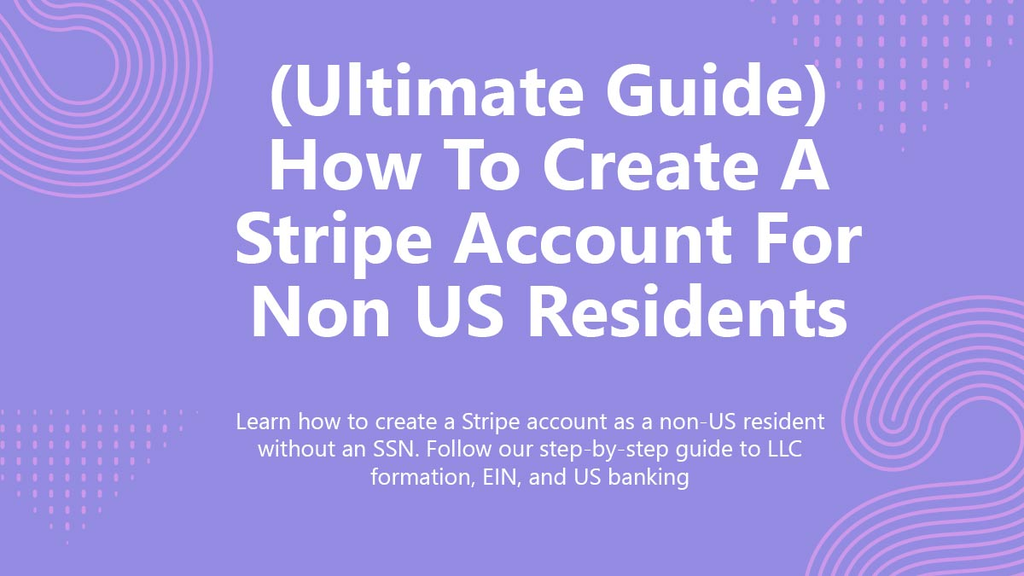 (Ultimate Guide)
How To Create A
Stripe Account For
Non US Residents
Learn how to create a Stripe account as a non-US resident
without an SSN. Follow our step-by-step guide to LLC
formation, EIN, and US banking